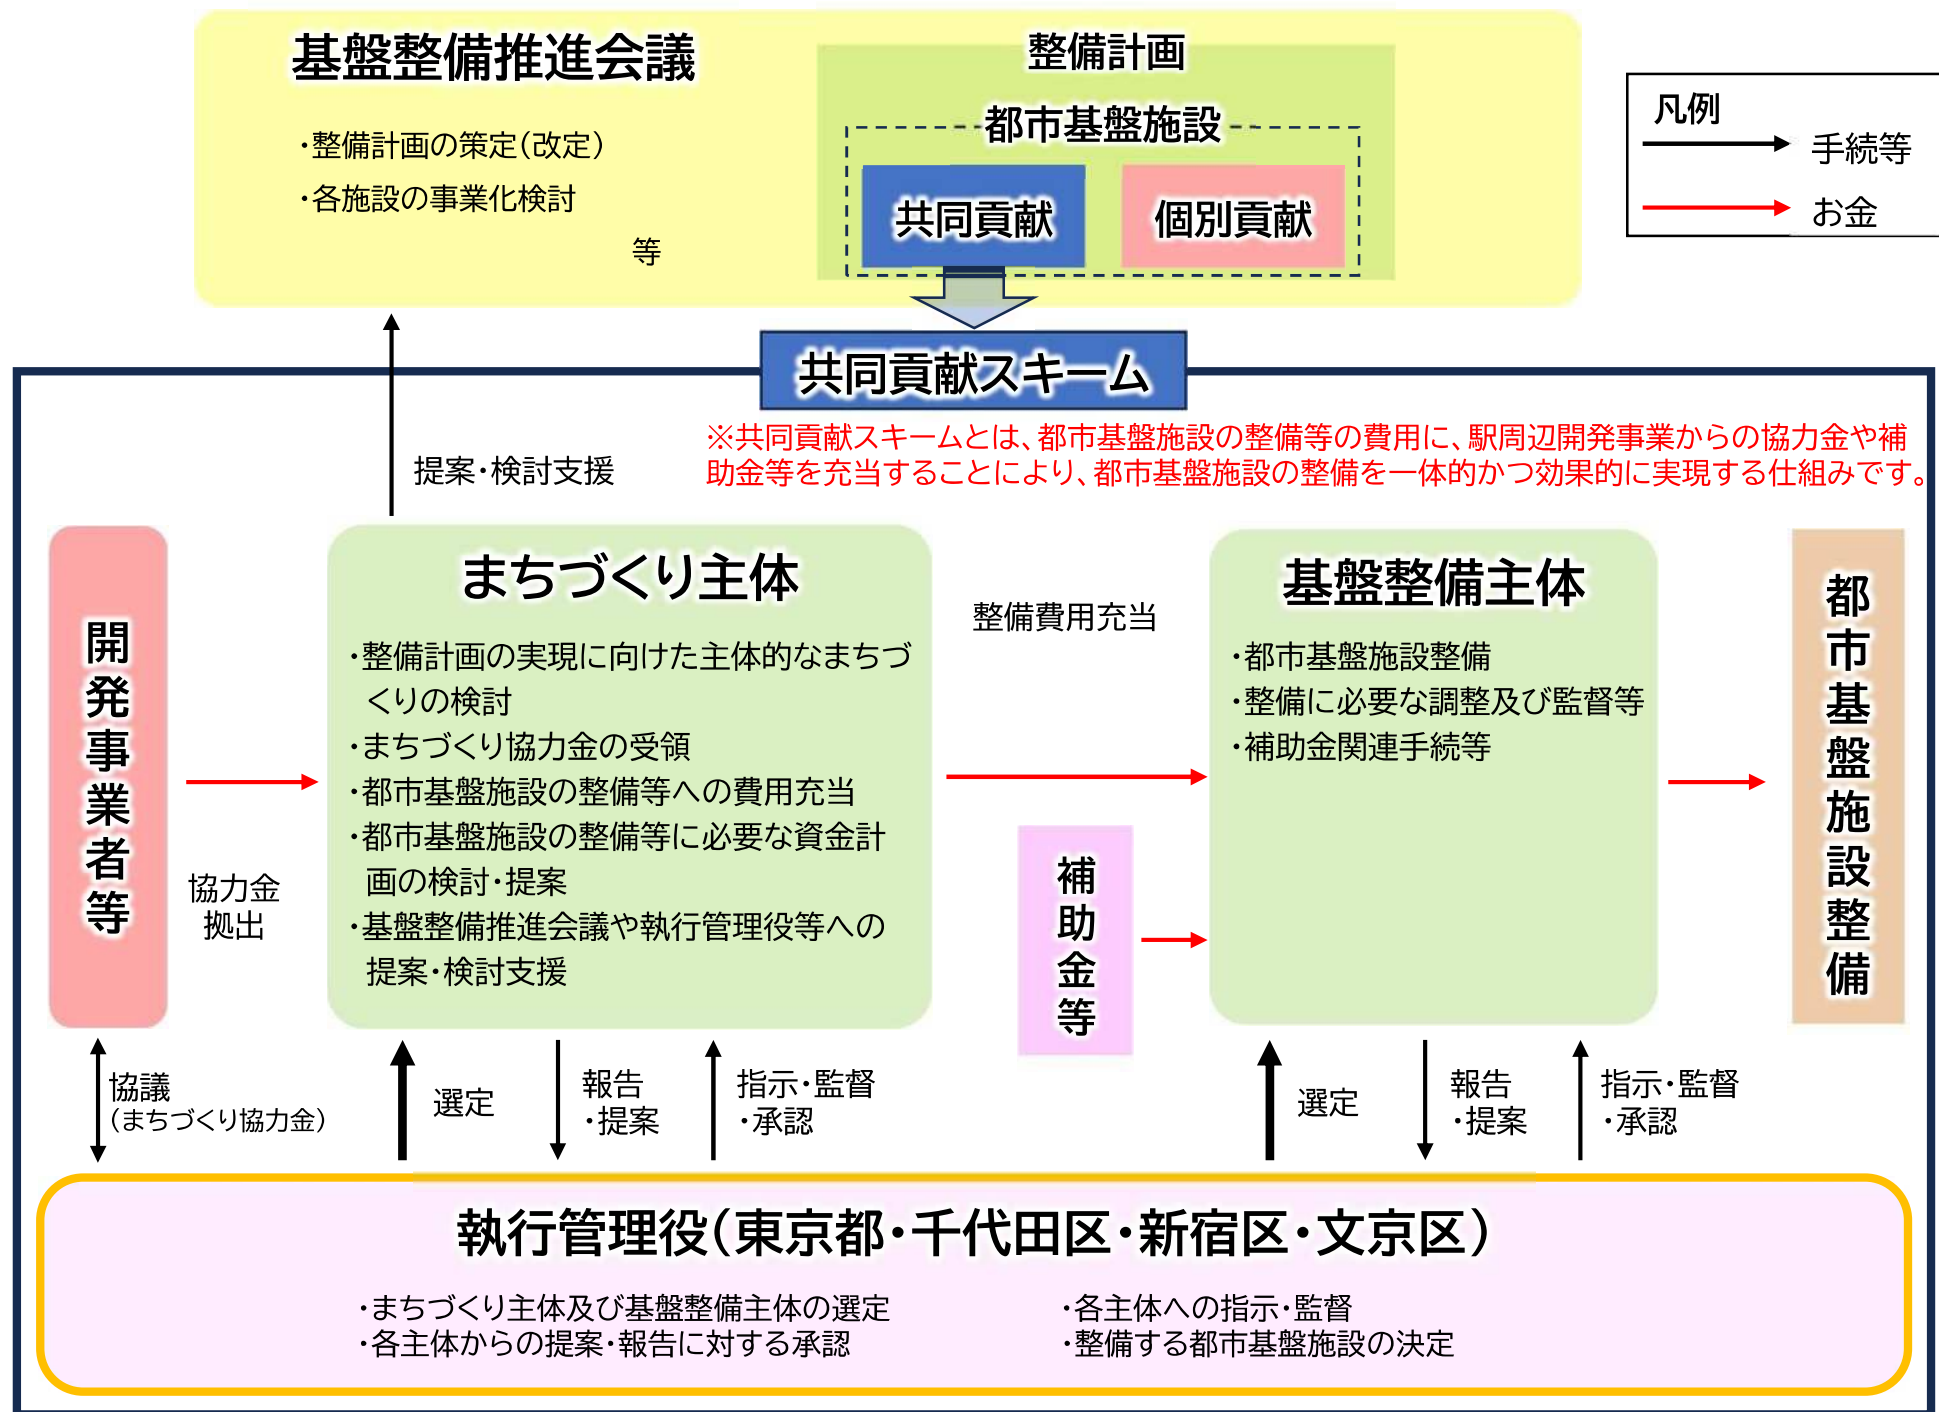 基盤整備推進会議
・整備計画の策定（改定）
・各施設の事業化検討
等
整備計画
都市基盤施設
共同貢献
個別貢献
凡例
手続等
お金
共同貢献スキーム
※共同貢献スキームとは、都市基盤施設の整備等の費用に、駅周辺開発事業からの協力金や補
助金等を充当することにより、都市基盤施設の整備を一体的かつ効果的に実現する仕組みです。
提案・検討支援
開発事業者等
協力金
拠出
まちづくり主体
・整備計画の実現に向けた主体的なまちづ
くりの検討
・まちづくり協力金の受領
・都市基盤施設の整備等への費用充当
・都市基盤施設の整備等に必要な資金計
画の検討・提案
・基盤整備推進会議や執行管理役等への
提案・検討支援
整備費用充当
補助金等
基盤整備主体
・都市基盤施設整備
・整備に必要な調整及び監督等
・補助金関連手続等
都市基盤施設整備
協議
（まちづくり協力金）
選定
報告
・提案
指示・監督
・承認
選定
報告
・提案
指示・監督
・承認
執行管理役（東京都・千代田区・新宿区・文京区）
・まちづくり主体及び基盤整備主体の選定
・各主体からの提案・報告に対する承認
・各主体への指示・監督
・整備する都市基盤施設の決定